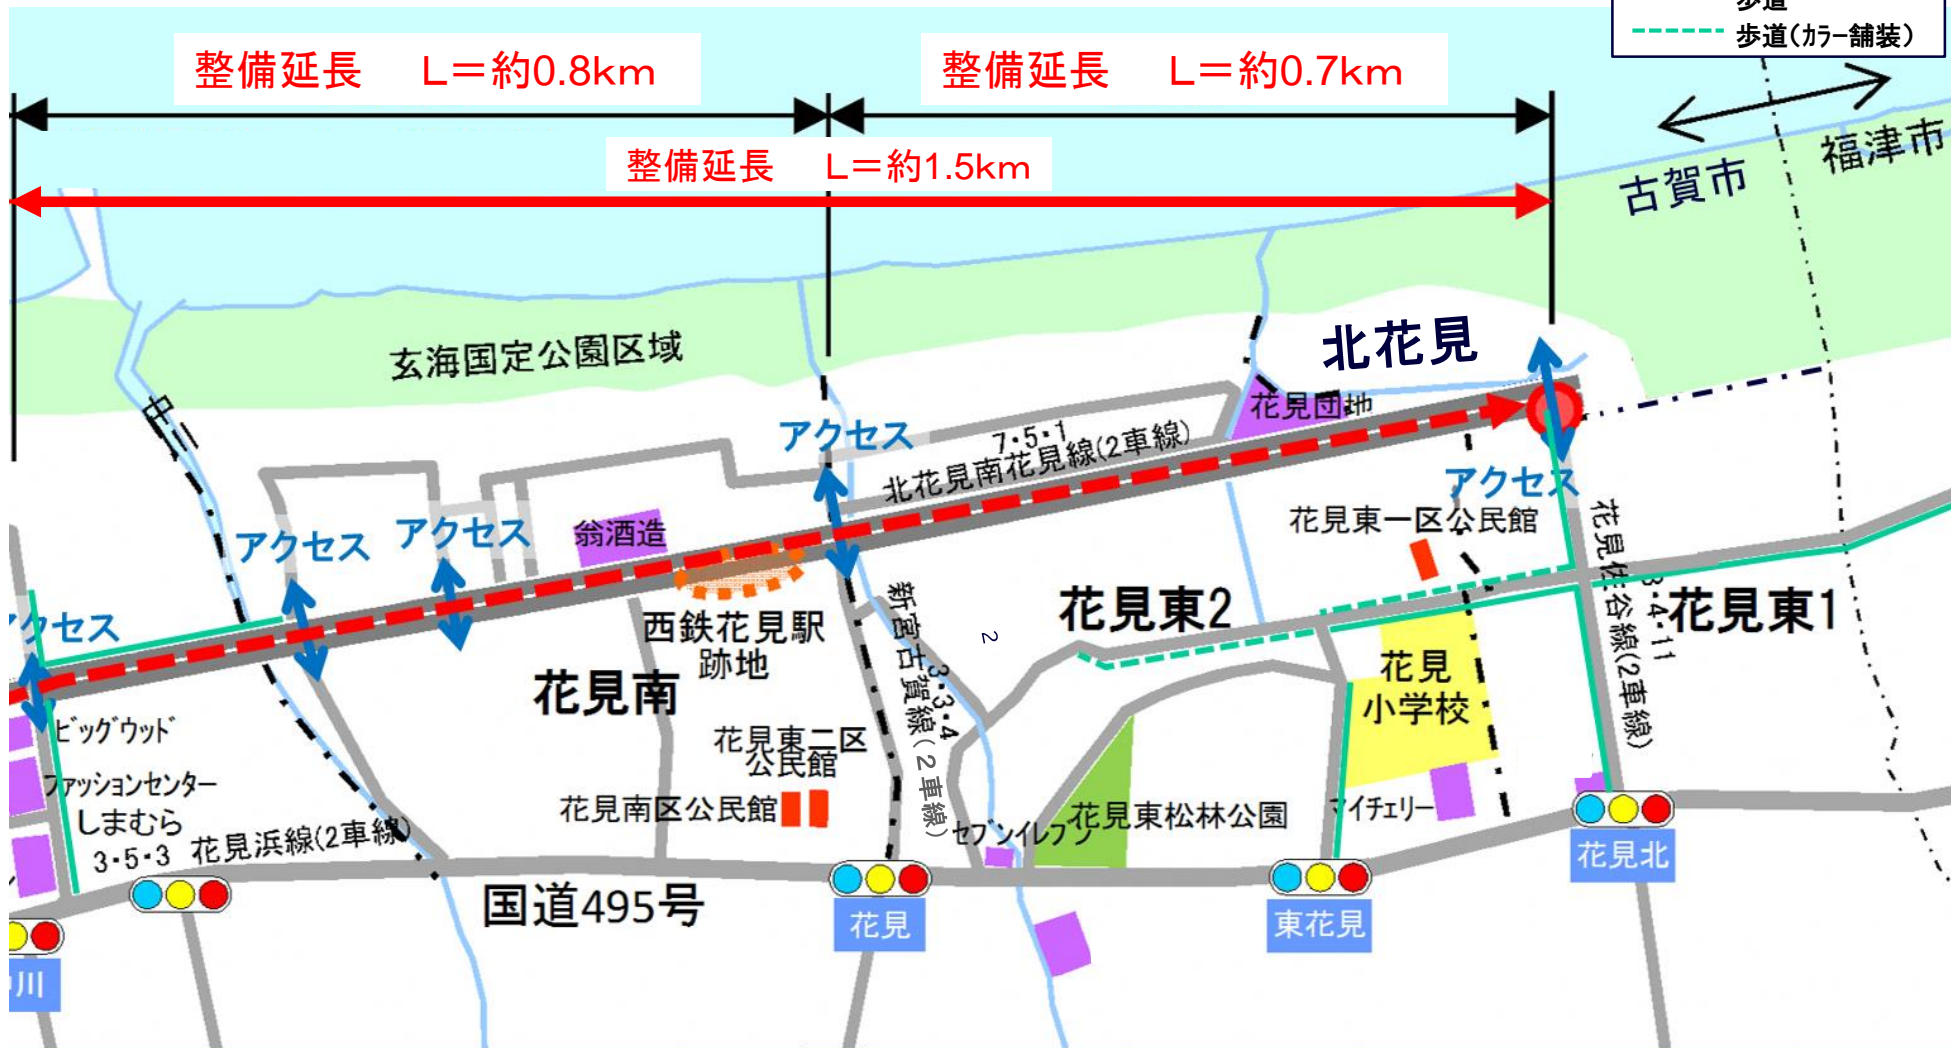 歩道
歩道(カラー舗装)
整備延長 L=約0.8km
整備延長 L=約0.7km
整備延長 L=約1.5km
古賀市
福津市
玄海国定公園区域
北花見
花見団地
アクセス
7・5・1
北花見南花見線(2車線)
アクセス
アクセス
アクセス
翁酒造
花見東一区公民館
花見佐谷線(2車線)
3・4・11
花見東2
花見東1
アクセス
西鉄花見駅
跡地
新宮古賀線(2車線)
3・3・4
2
花見南
花見
小学校
ビッグウッド
花見東二区
公民館
ファッションセンター
しまむら
花見南区公民館
セブンイレブン
花見東松林公園
マイチェリー
3・5・3 花見浜線(2車線)
国道495号
花見
東花見
花見北
川